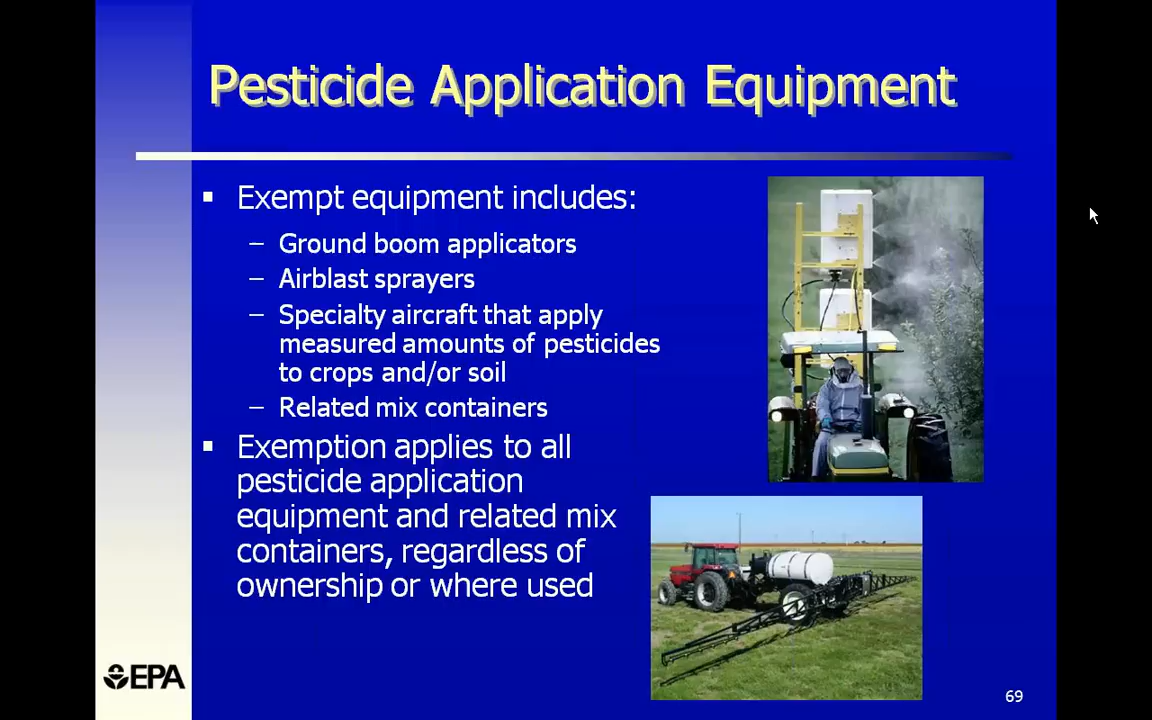 Pesticide Application Equipment
▪ Exempt equipment includes:
– Ground boom applicators
– Airblast sprayers
– Specialty aircraft that apply
measured amounts of pesticides
to crops and/or soil
– Related mix containers
▪ Exemption applies to all
pesticide application
equipment and related mix
containers, regardless of
ownership or where used
EPA
69